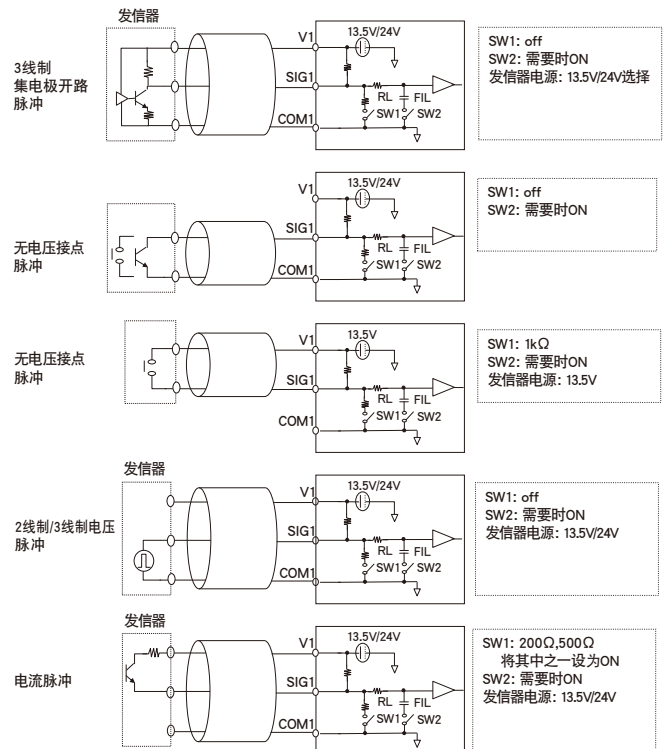 发信器
3线制
集电极开路
脉冲
V1
13.5V/24V
SIG1
RL
FIL
SW1
SW2
COM1
SW1: off
SW2: 需要时ON
发信器电源: 13.5V/24V选择
无电压接点
脉冲
V1
13.5V/24V
SIG1
RL
FIL
SW1
SW2
COM1
SW1: off
SW2: 需要时ON
无电压接点
脉冲
V1
13.5V
SIG1
RL
FIL
SW1
SW2
COM1
SW1: 1kΩ
SW2: 需要时ON
发信器电源: 13.5V
发信器
2线制/3线制电压
脉冲
V1
13.5V/24V
SIG1
RL
FIL
SW1
SW2
COM1
SW1: off
SW2: 需要时ON
发信器电源: 13.5V/24V
发信器
电流脉冲
V1
13.5V/24V
SIG1
RL
FIL
SW1
SW2
COM1
SW1: 200Ω,500Ω
将其中之一设为ON
SW2: 需要时ON
发信器电源: 13.5V/24V